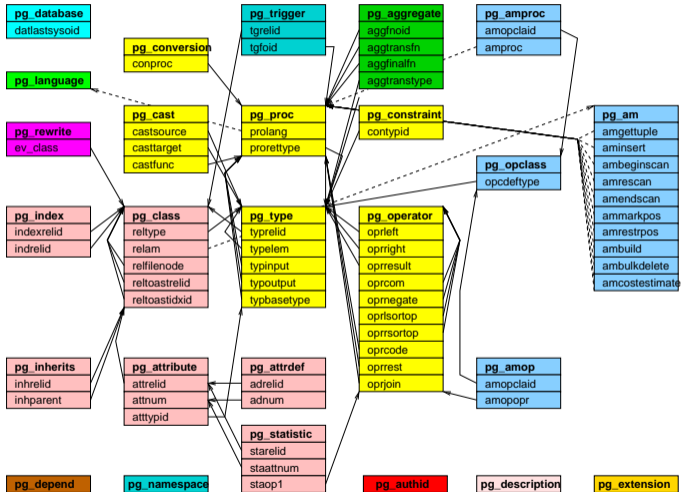 pg_database
datlastsysoid
pg_trigger
tgrelid
tgfoid
pg_aggregate
aggfnoid
aggtransfn
aggfinalfn
aggtranstype
pg_amproc
amopclaid
amproc
pg_conversion
conproc
pg_language
pg_cast
castsource
casttarget
castfunc
pg_proc
prolang
prorettype
pg_constraint
contypid
pg_am
amgettuple
aminsert
ambeginscan
amrescan
amendscan
ammarkpos
amrestrpos
ambuild
ambulkdelete
amcostestimate
pg_rewrite
ev_class
pg_opclass
opcdeftype
pg_index
indexrelid
indrelid
pg_class
reltype
relam
relfilenode
reltoastrelid
reltoastidxid
pg_type
typrelid
typelem
typinput
typoutput
typbasetype
pg_operator
oprleft
oprright
oprresult
oprcom
oprnegate
oprlsortop
oprrsortop
oprcode
oprrest
oprjoin
pg_inherits
inhrelid
inhparent
pg_attribute
attrelid
attnum
atttypid
pg_attrdef
adrelid
adnum
pg_amop
amopclaid
amopopr
pg_statistic
starelid
staattnum
staop1
pg_depend
pg_namespace
pg_authid
pg_description
pg_extension